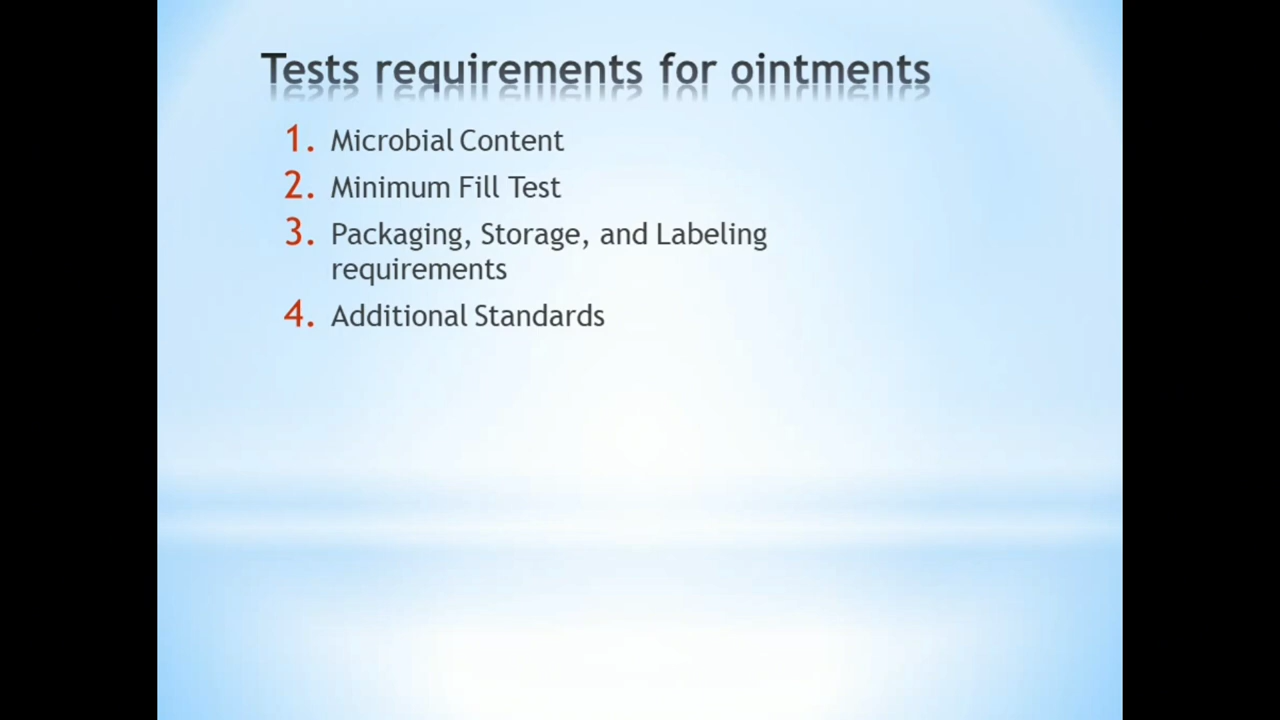 Tests requirements for ointments
1. Microbial Content
2. Minimum Fill Test
3. Packaging, Storage, and Labeling
requirements
4. Additional Standards